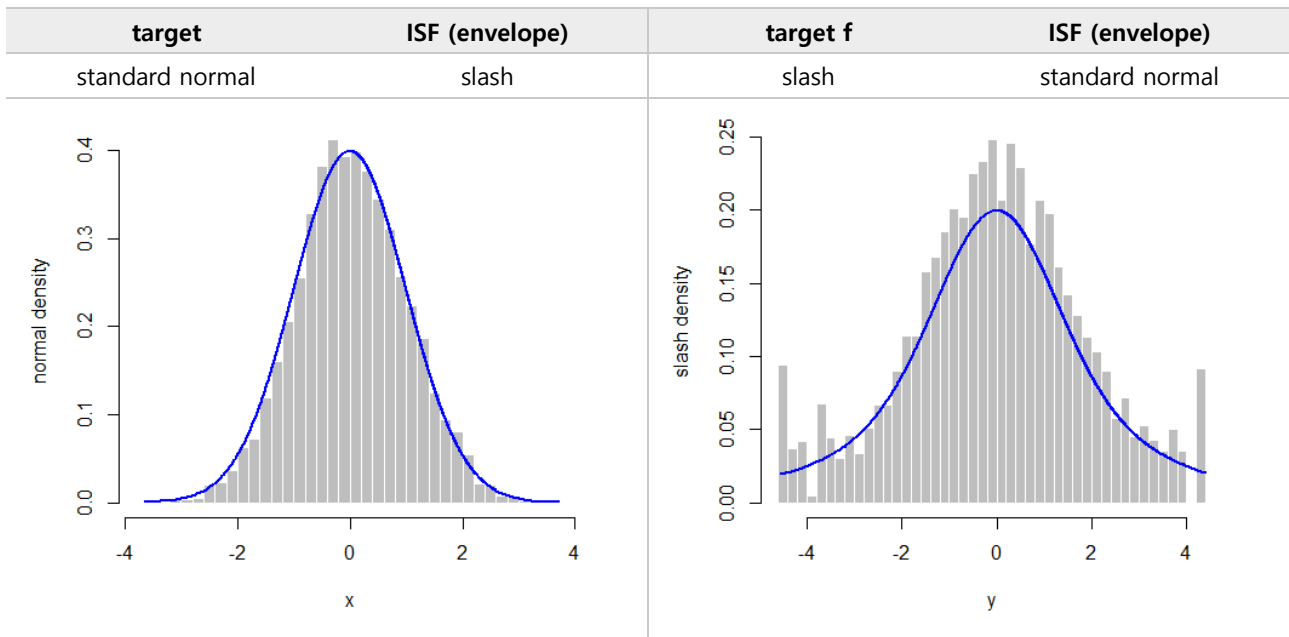 target ISF (envelope) target f ISF (envelope)
standard normal slash slash standard normal
normal density
0.4
0.3
0.2
0.1
0.0
-4 -2 0 2 4
x
slash density
0.25
0.20
0.15
0.10
0.05
0.00
-4 -2 0 2 4
y